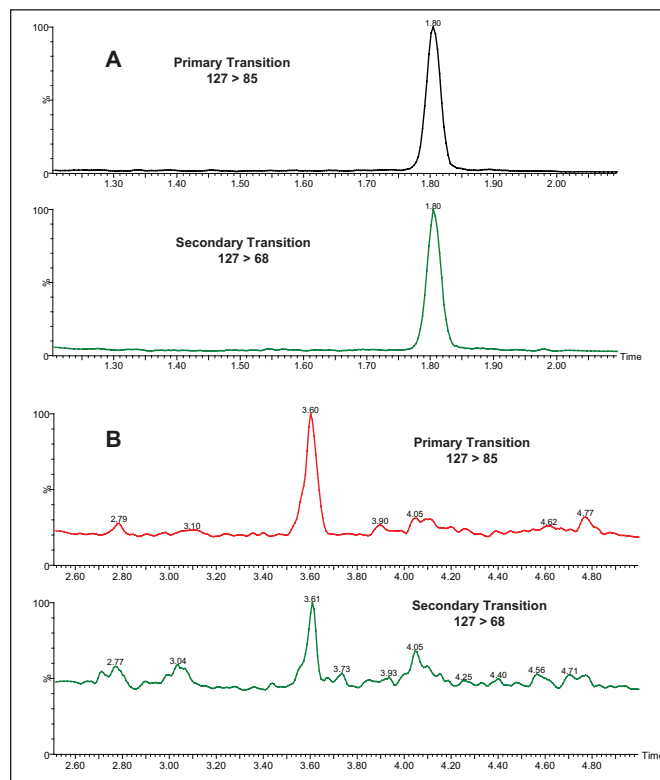 100
1.80
A
Primary Transition
127 > 85
%
0
1.30 1.40 1.50 1.60 1.70 1.80 1.90 2.00
100
1.80
Secondary Transition
127 > 68
%
0
Time
1.30 1.40 1.50 1.60 1.70 1.80 1.90 2.00
100
3.60
B
Primary Transition
127 > 85
%
2.79 3.10 3.90 4.05 4.62 4.77
0
2.60 2.80 3.00 3.20 3.40 3.60 3.80 4.00 4.20 4.40 4.60 4.80
100
3.61
Secondary Transition
127 > 68
%
2.77 3.04 3.73 3.93 4.05 4.25 4.40 4.56 4.71
0
Time
2.60 2.80 3.00 3.20 3.40 3.60 3.80 4.00 4.20 4.40 4.60 4.80